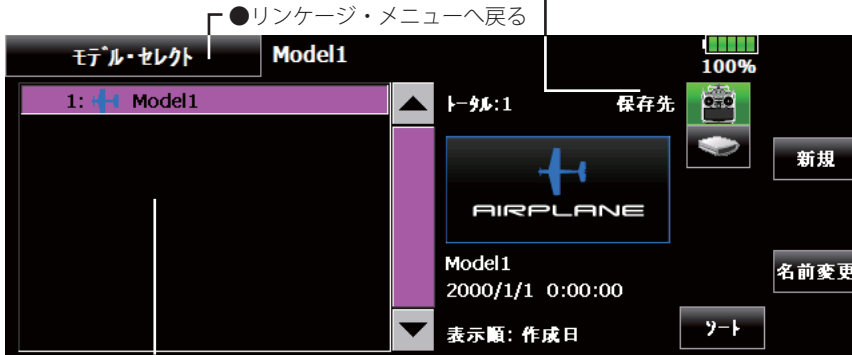 ●リンケージ・メニューへ戻る
モデル・セレクト
Model1
100%
1: Model1
トータル:1
保存先
新規
AIRPLANE
Model1
名前変更
2000/1/1 0:00:00
表示順: 作成日
ソート